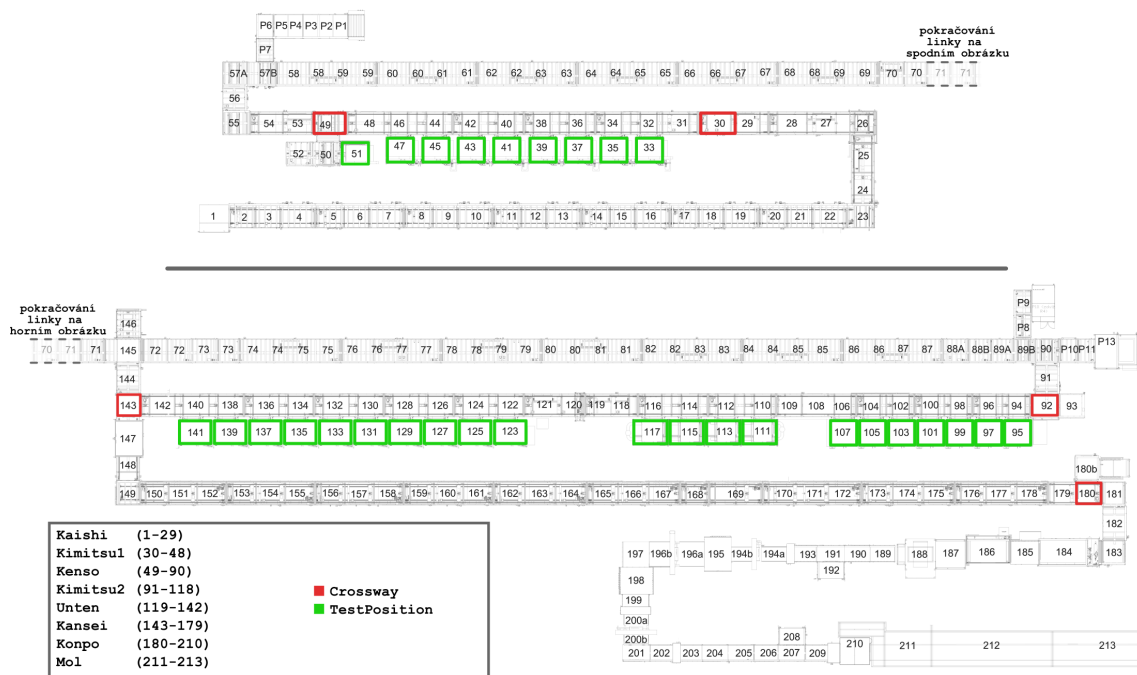 P6 P5 P4 P3 P2 P1
P7
pokračování
linky na
spodním obrázku
57A 57B 58 58 59 59 60 60 61 61 62 62 63 63 64 64 65 65 66 66 67 67 68 68 69 69 70 70 71 71
56
55 54 53 49 48 46 44 42 40 38 36 34 32 31 30 29 28 27 26
52 50 51 47 45 43 41 39 37 35 33
25
24
1 2 3 4 5 6 7 8 9 10 11 12 13 14 15 16 17 18 19 20 21 22 23
pokračování
linky na
horním obrázku
P9
P8
146
70 71 71 145 72 72 73 73 74 74 75 75 76 76 77 77 78 78 79 79 80 80 81 81 82 82 83 83 84 84 85 85 86 86 87 87 88A 88B 89A 89B 90 P10 P11 P13
144 91
143 142 140 138 136 134 132 130 128 126 124 122 121 120 119 118 116 114 112 110 109 108 106 104 102 100 98 96 94 92 93
147 141 139 137 135 133 131 129 127 125 123 117 115 113 111 107 105 103 101 99 97 95
148 180b
149 150 151 152 153 154 155 156 157 158 159 160 161 162 163 164 165 166 167 168 169 170 171 172 173 174 175 176 177 178 179 180 181
182
197 196b 196a 195 194b 194a 193 191 190 189 188 187 186 185 184 183
192
198
199
200a
200b
208
201 202 203 204 205 206 207 209 210 211 212 213
Kaishi (1-29)
Kimitsu1 (30-48)
Kenso (49-90)
Kimitsu2 (91-118)
Unten (119-142)
Kansei (143-179)
Konpo (180-210)
Mol (211-213)
Crossway
TestPosition